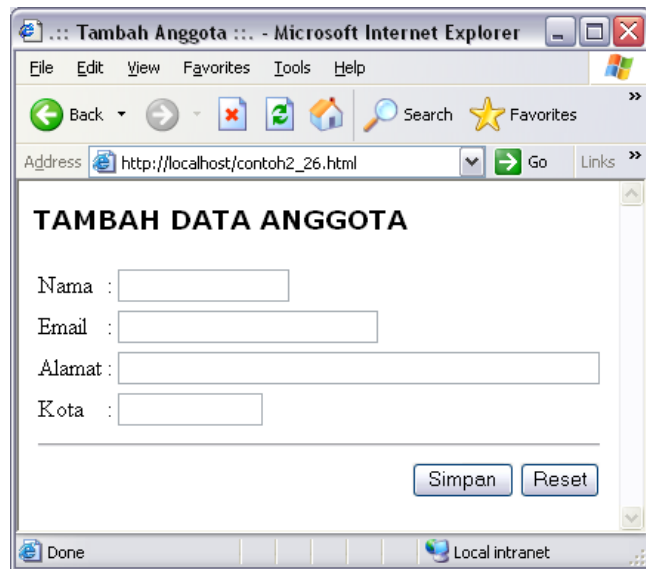 .:: Tambah Anggota ::. - Microsoft Internet Explorer
File Edit View Favorites Tools Help
Back Search Favorites »
Address http://localhost/contoh2_26.html Go Links »
TAMBAH DATA ANGGOTA
Nama :
Email :
Alamat :
Kota :
Simpan Reset
Done Local intranet